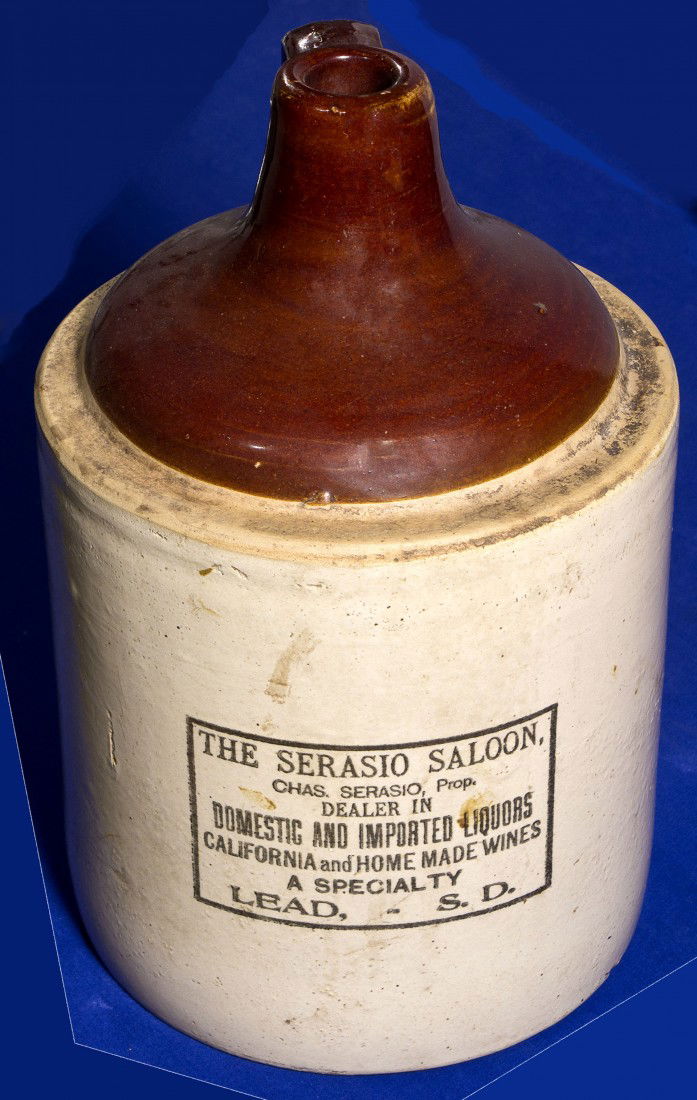 THE SERASIO SALOON,
CHAS. SERASIO, Prop.
DEALER IN
DOMESTIC AND IMPORTED LIQUORS
CALIFORNIA and HOME MADE WINES
A SPECIALTY
LEAD, - S. D.